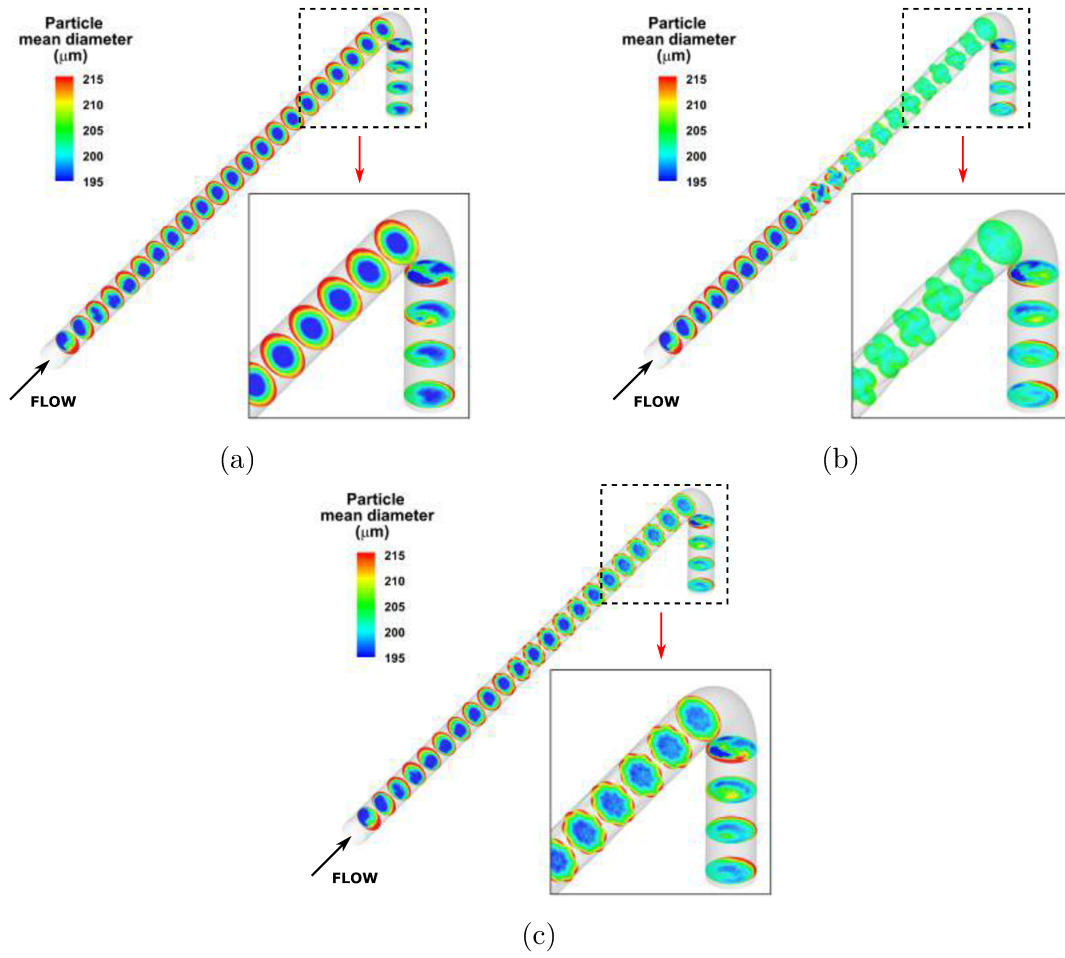 Particle
mean diameter
(μm)
215
210
205
200
195
FLOW
(a)
Particle
mean diameter
(μm)
215
210
205
200
195
FLOW
(b)
Particle
mean diameter
(μm)
215
210
205
200
195
FLOW
(c)